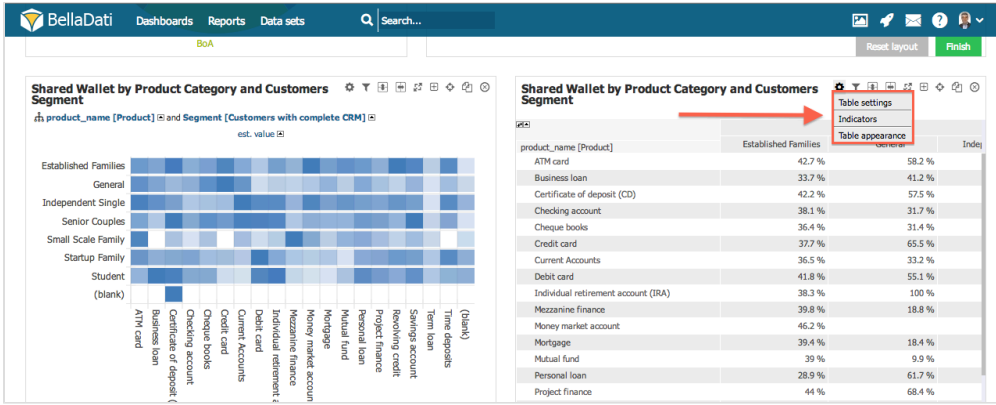 BellaDati Dashboards Reports Data sets Search...
BoA
Reset layout Finish
Shared Wallet by Product Category and Customers Segment
product_name [Product] and Segment [Customers with complete CRM]
est. value
Established Families
General
Independent Single
Senior Couples
Small Scale Family
Startup Family
Student
(blank)
ATM card
Business loan
Certificate of deposit (
Checking account
Cheque books
Credit card
Current Accounts
Debit card
Individual retirement a
Mezzanine finance
Money market accoun
Mortgage
Mutual fund
Personal loan
Project finance
Revolving credit
Savings account
Term loan
Time deposits
(blank)
Shared Wallet by Product Category and Customers Segment
Table settings
Indicators
Table appearance
product_name [Product] Established Families General Indep
ATM card 42.7 % 58.2 %
Business loan 33.7 % 41.2 %
Certificate of deposit (CD) 42.2 % 57.5 %
Checking account 38.1 % 31.7 %
Cheque books 36.4 % 31.4 %
Credit card 37.7 % 65.5 %
Current Accounts 36.5 % 33.2 %
Debit card 41.8 % 55.1 %
Individual retirement account (IRA) 38.3 % 100 %
Mezzanine finance 39.8 % 18.8 %
Money market account 46.2 %
Mortgage 39.4 % 18.4 %
Mutual fund 39 % 9.9 %
Personal loan 28.9 % 61.7 %
Project finance 44 % 68.4 %